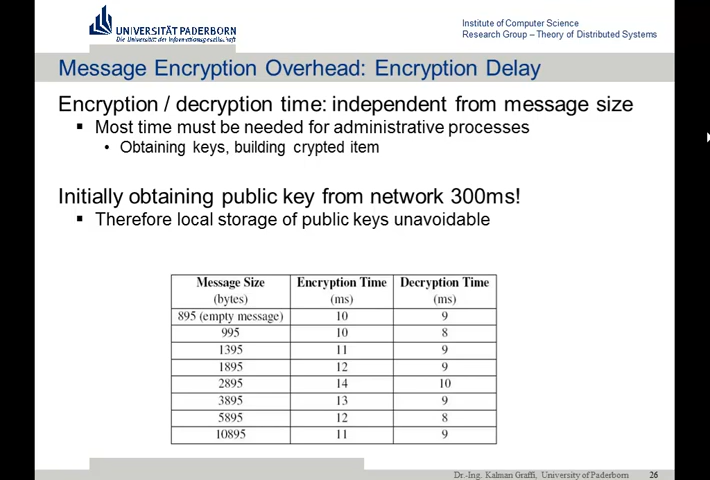 UNIVERSITÄT PADERBORN
Die Universität der Informationsgesellschaft
Institute of Computer Science
Research Group – Theory of Distributed Systems
Message Encryption Overhead: Encryption Delay
Encryption / decryption time: independent from message size
▪ Most time must be needed for administrative processes
• Obtaining keys, building crypted item
Initially obtaining public key from network 300ms!
▪ Therefore local storage of public keys unavoidable
Message Size Encryption Time Decryption Time
(bytes) (ms) (ms)
895 (empty message) 10 9
995 10 8
1395 11 9
1895 12 9
2895 14 10
3895 13 9
5895 12 8
10895 11 9
Dr.-Ing. Kalman Graffi, University of Paderborn 26